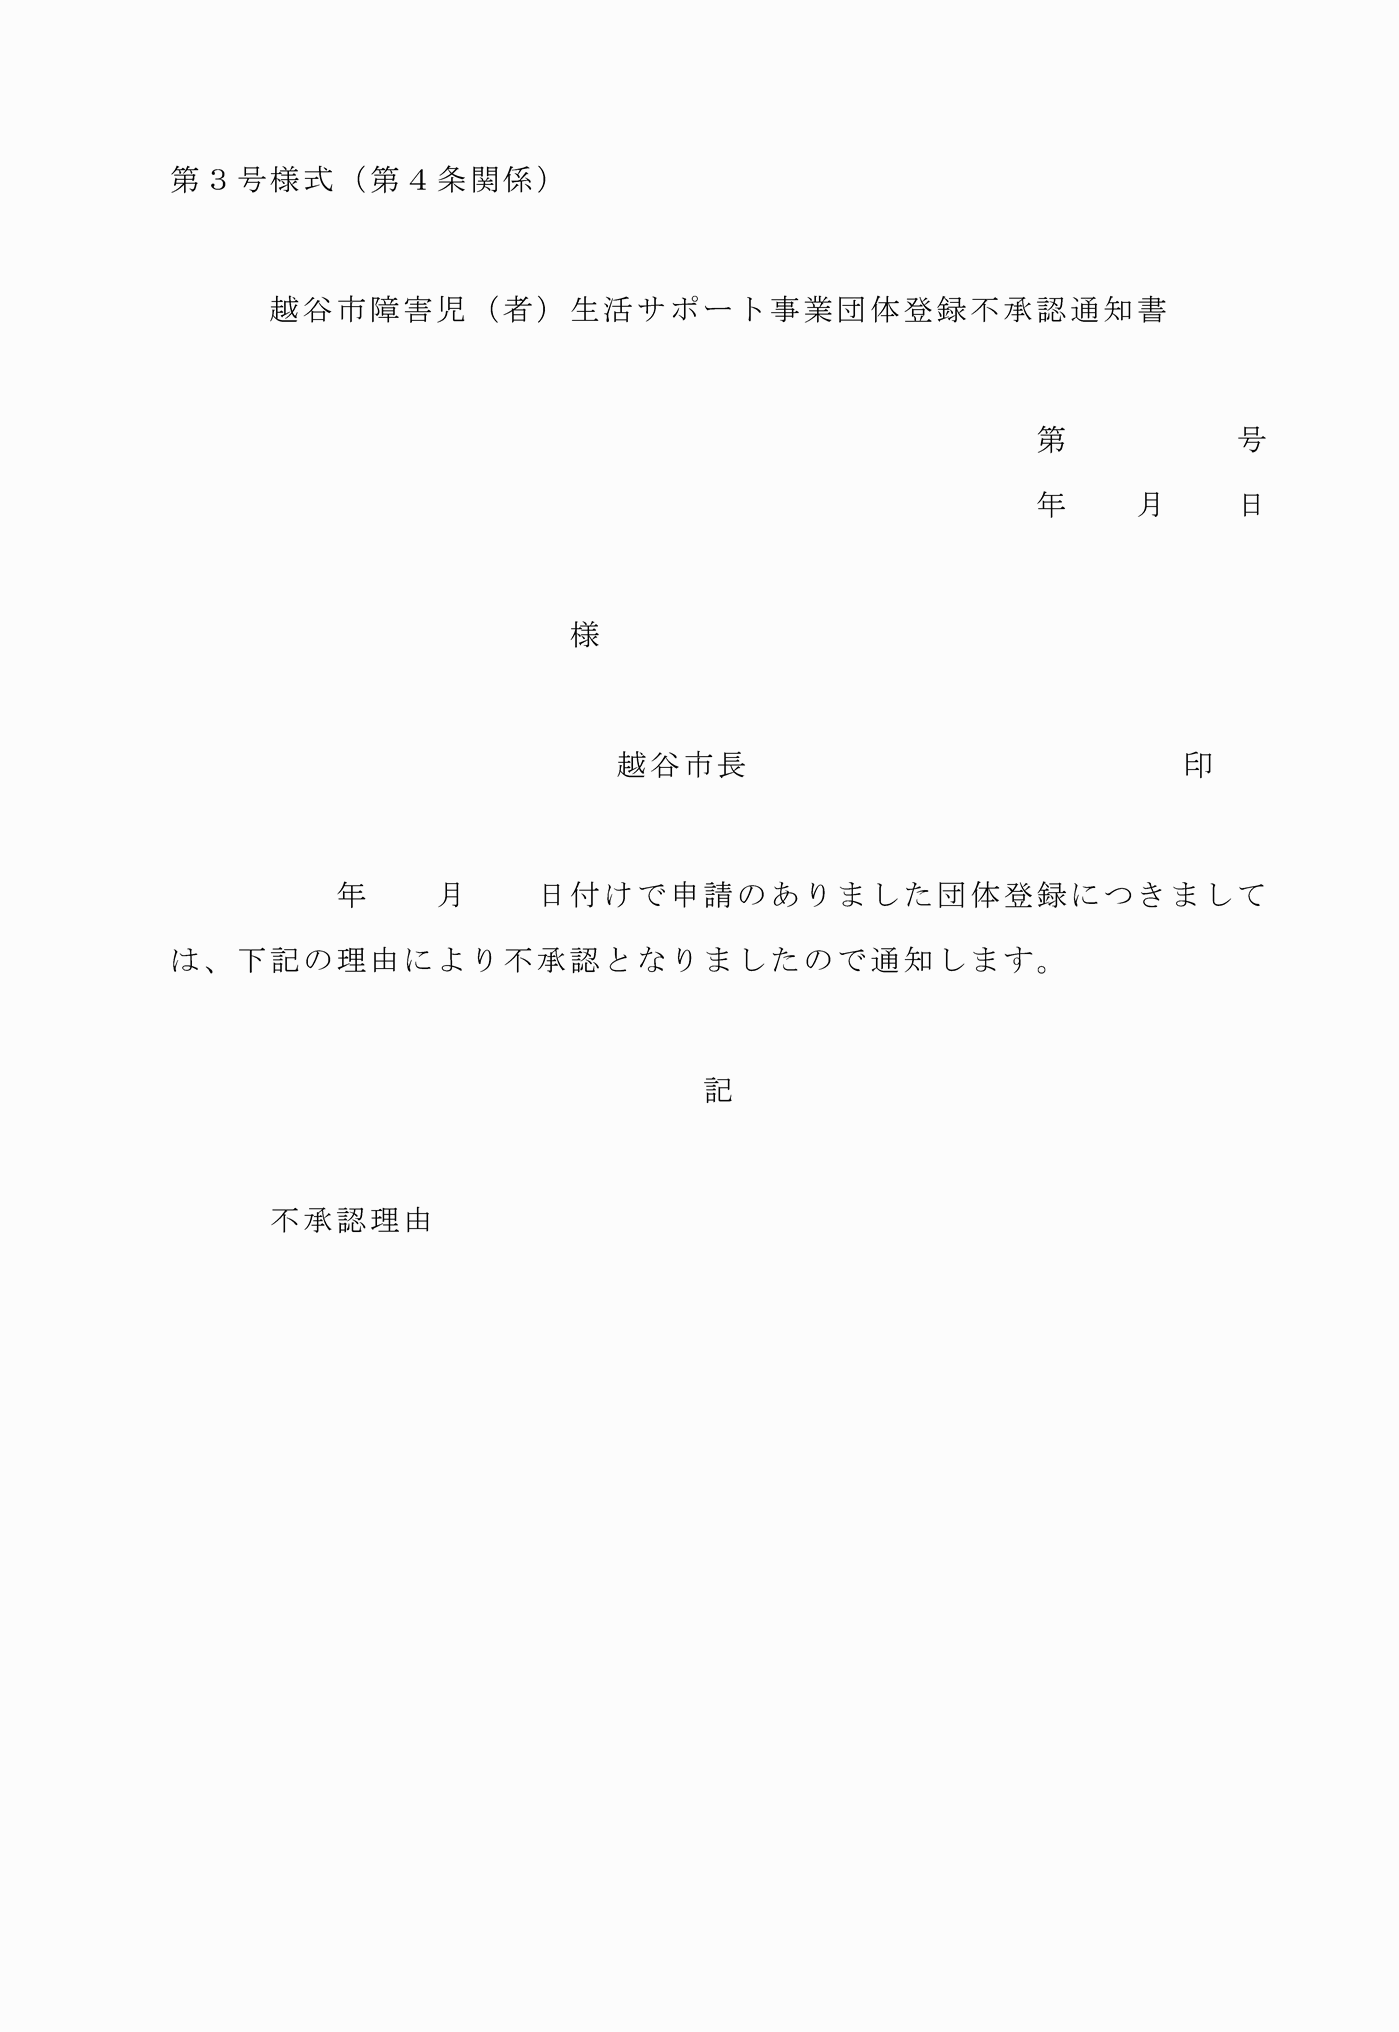 第３号様式（第４条関係）
越谷市障害児（者）生活サポート事業団体登録不承認通知書
第　　　　　号
年　　月　　日
様
越谷市長　　　　　　　　　　　　　印
年　　月　　日付けで申請のありました団体登録につきまして
は、下記の理由により不承認となりましたので通知します。
記
不承認理由